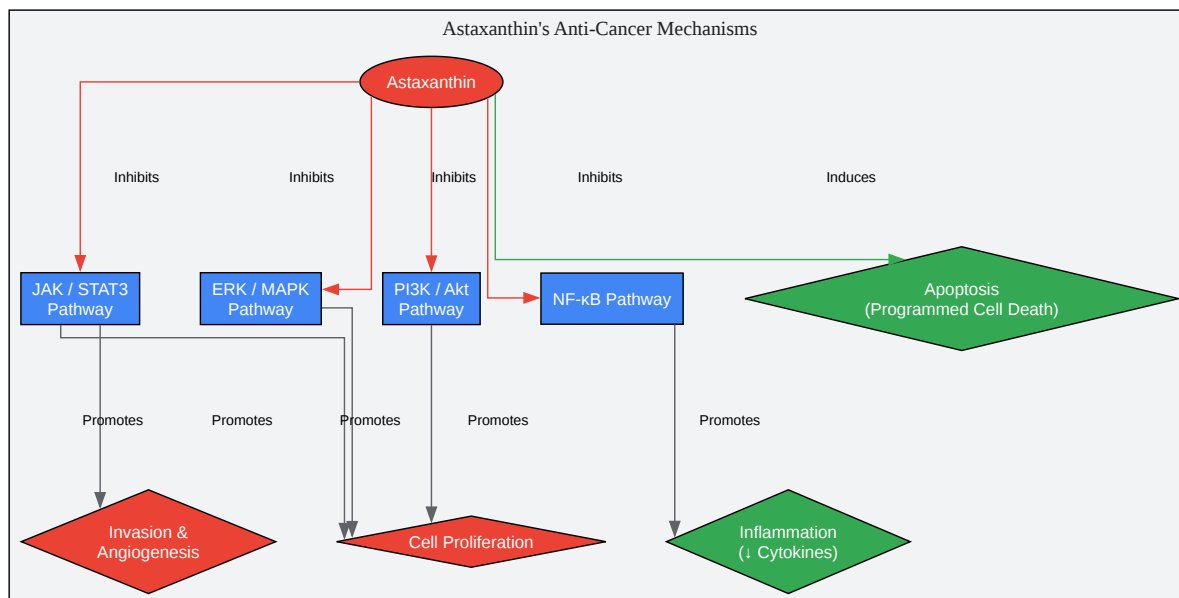 Astaxanthin's Anti-Cancer Mechanisms
Astaxanthin
Inhibits
Inhibits
Inhibits
Inhibits
Induces
JAK / STAT3
Pathway
ERK / MAPK
Pathway
PI3K / Akt
Pathway
NF-κB Pathway
Apoptosis
(Programmed Cell Death)
Promotes
Promotes
Promotes
Promotes
Promotes
Invasion &
Angiogenesis
Cell Proliferation
Inflammation
(↓ Cytokines)